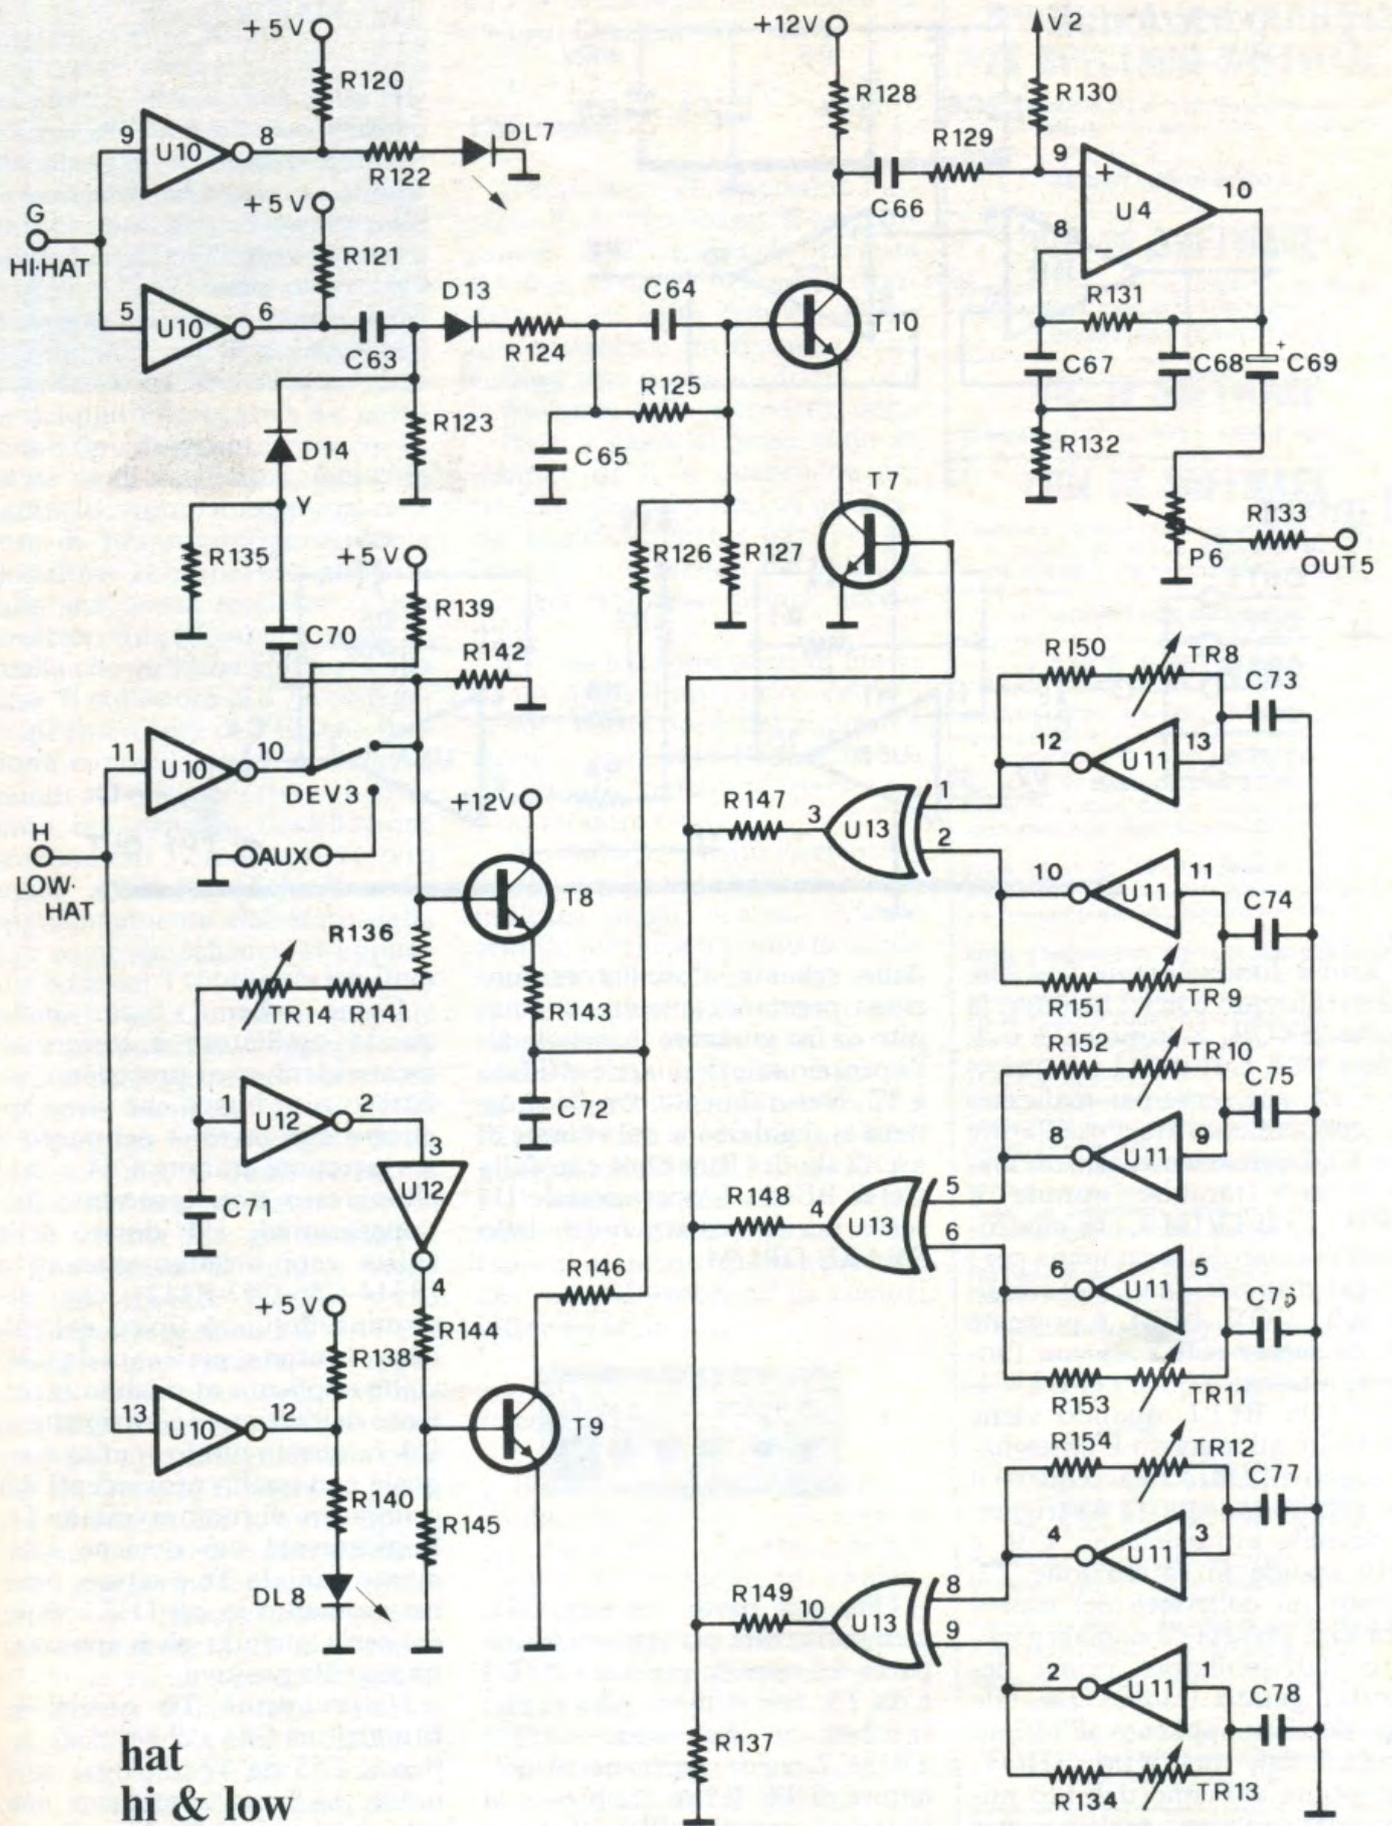 +5V
R120
9
U10
8
R122
DL7
+5V
G
HI·HAT
R121
5
U10
6
C63
D13
R124
C64
R125
C65
R123
D14
Y
R135
+12V
R128
C66
R129
V2
R130
9
+
U4
10
8
−
R131
C67
C68
+
C69
R132
P6
R133
OUT5
T10
T7
R126
R127
+5V
R139
C70
R142
11
U10
10
DEV3
AUX
H
LOW·
HAT
+12V
T8
R136
TR14
R141
R143
C72
1
U12
2
C71
3
U12
4
R144
R146
+5V
R138
13
U10
12
R140
DL8
R145
T9
R150
TR8
C73
12
U11
13
R147
3
U13
1
2
10
U11
11
C74
R151
TR9
R152
TR10
C75
8
U11
9
R148
4
U13
5
6
6
U11
5
C76
R153
TR11
R154
TR12
C77
4
U11
3
R149
10
U13
8
9
2
U11
1
C78
R134
TR13
R137
hat
hi & low